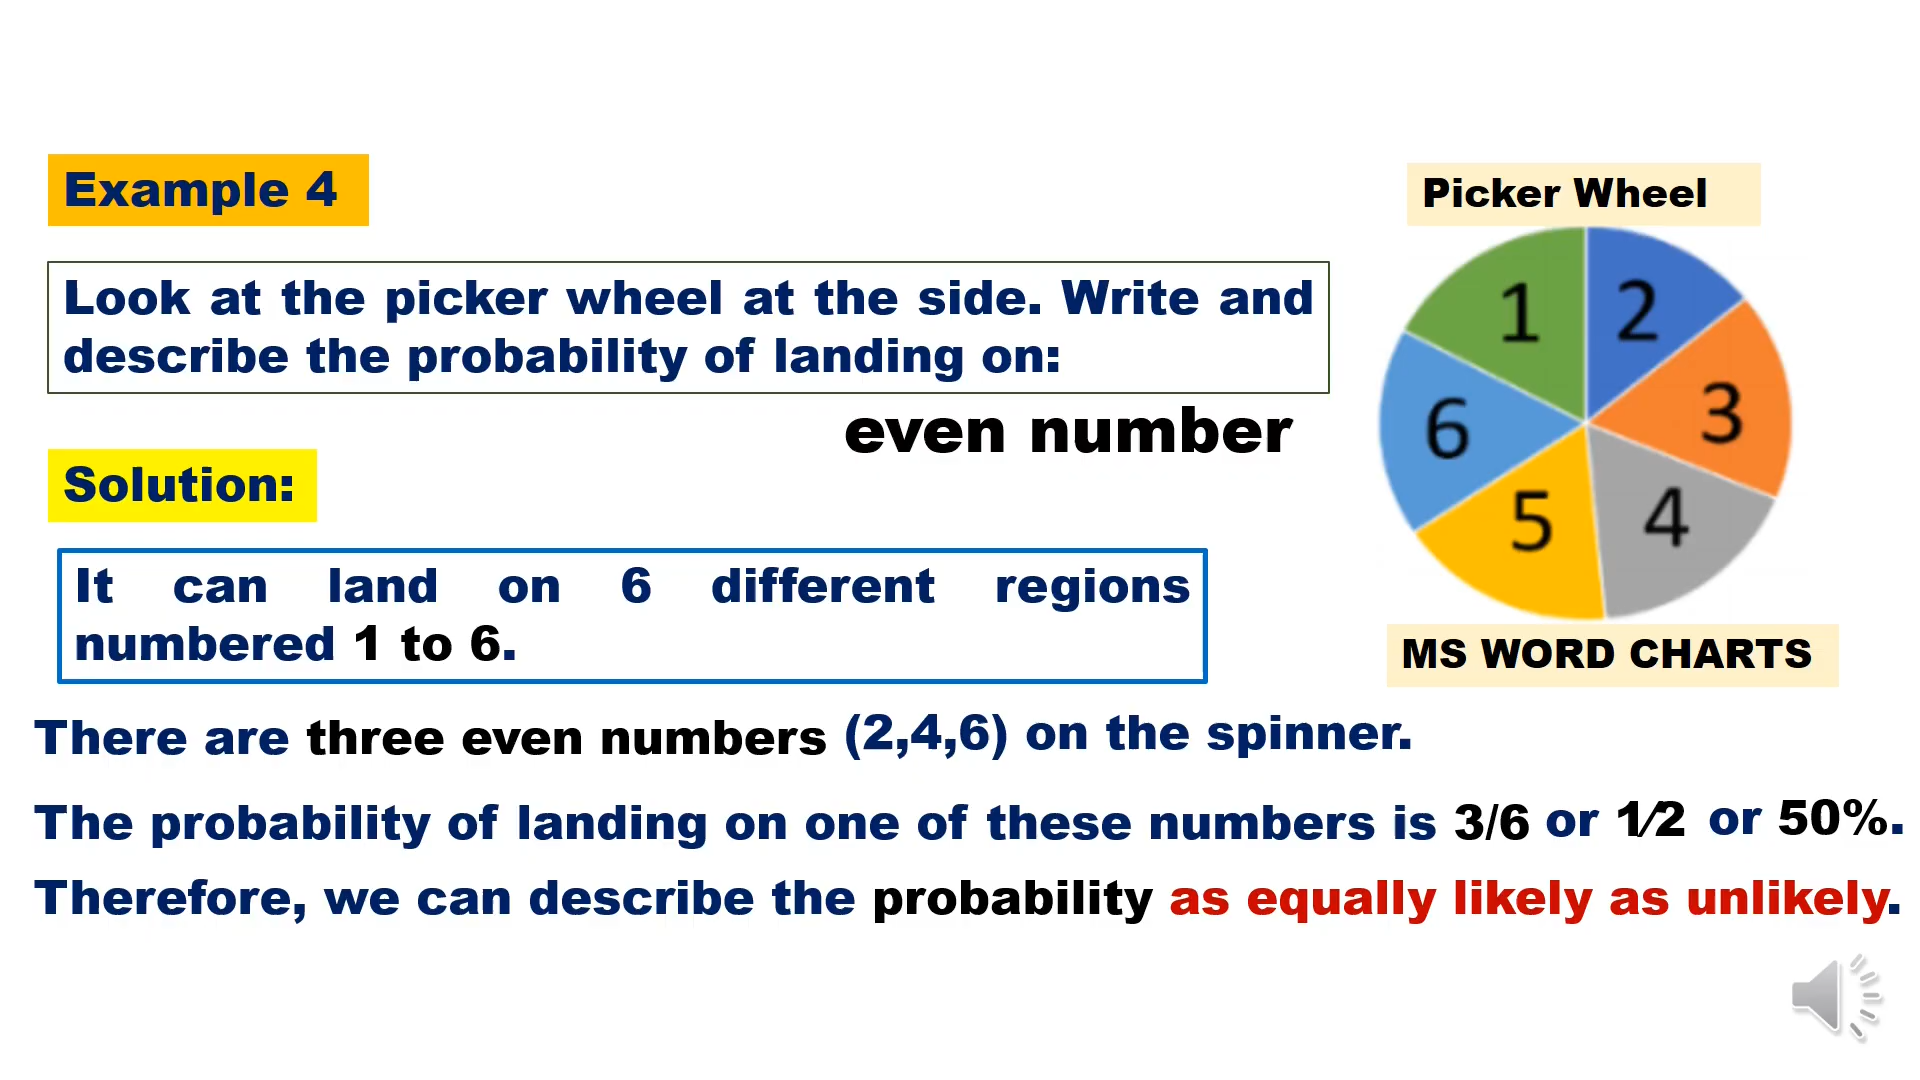 Example 4
Picker Wheel
Look at the picker wheel at the side. Write and
describe the probability of landing on:
even number
1
2
3
4
5
6
Solution:
It can land on 6 different regions
numbered 1 to 6.
MS WORD CHARTS
There are three even numbers (2,4,6) on the spinner.
The probability of landing on one of these numbers is 3/6 or 1⁄2 or 50%.
Therefore, we can describe the probability as equally likely as unlikely.